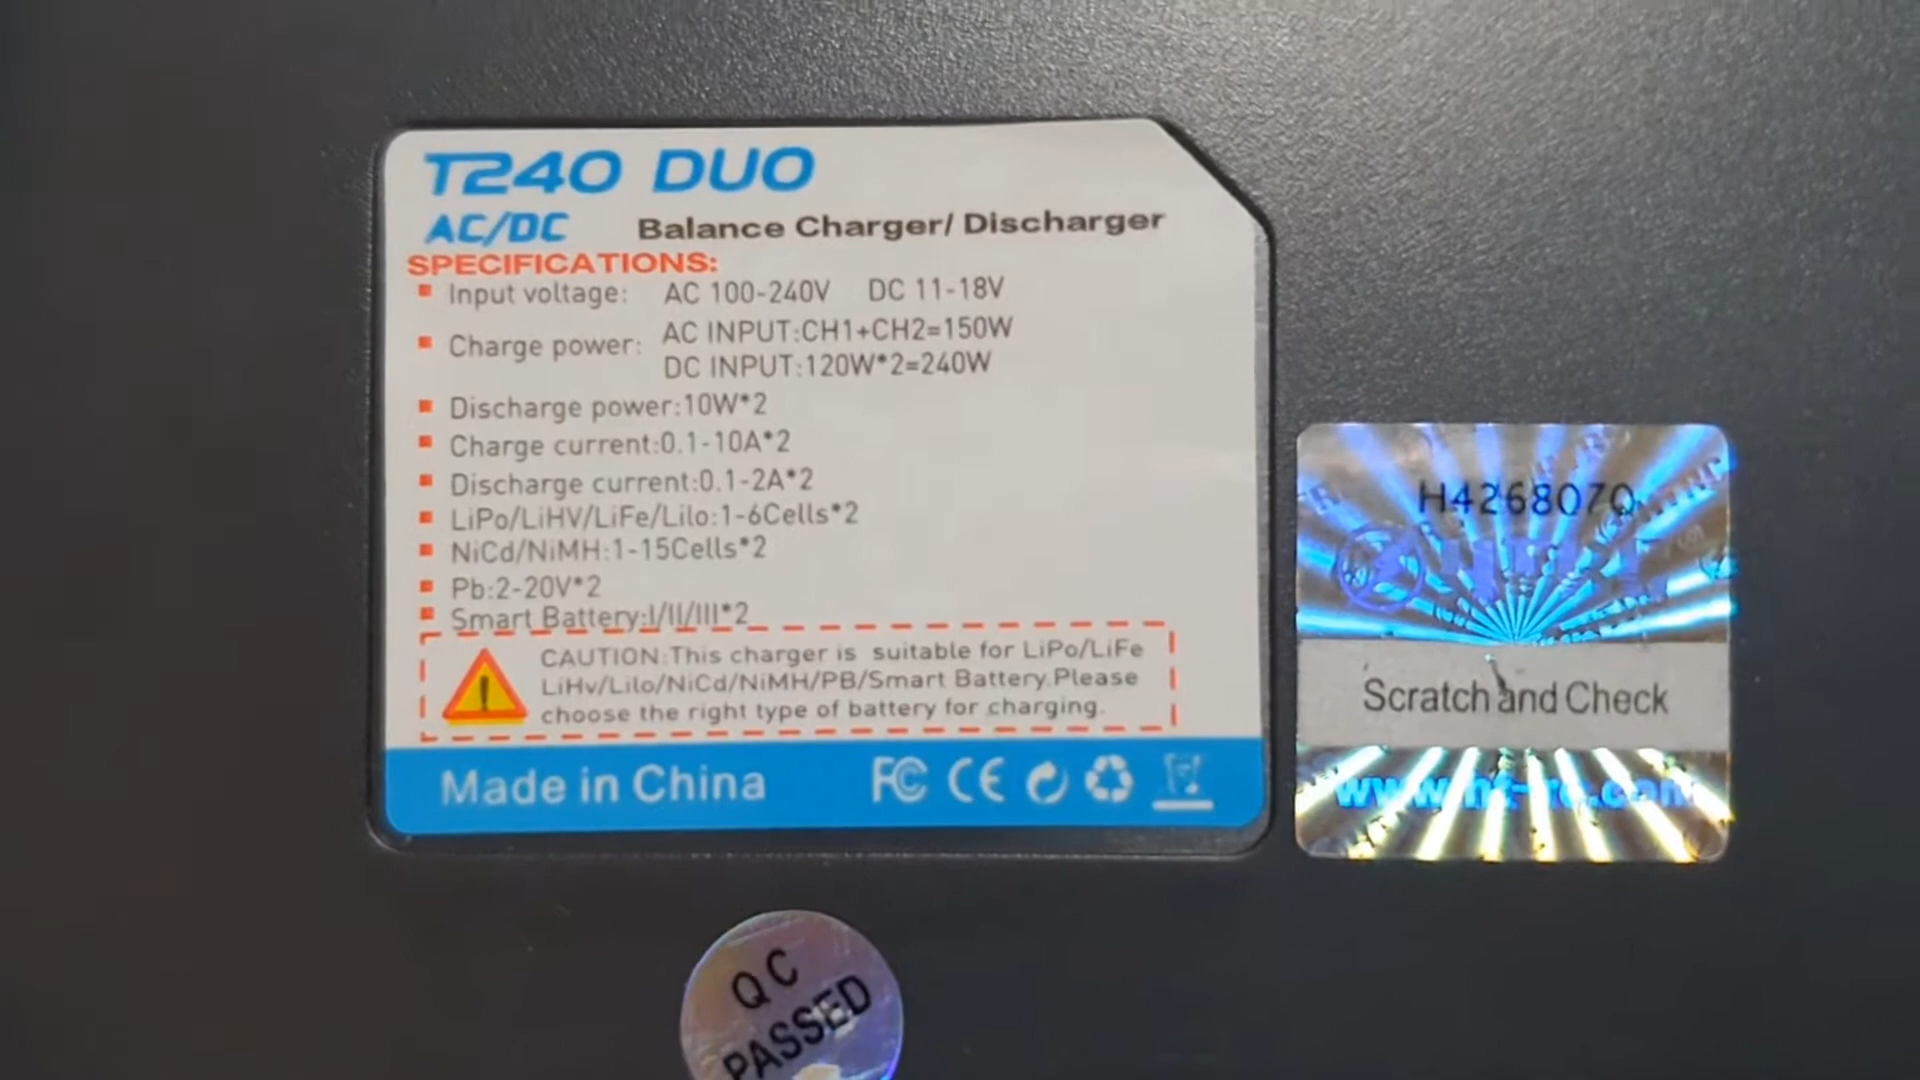 T240 DUO
AC/DC Balance Charger/ Discharger
SPECIFICATIONS:
Input voltage: AC 100-240V DC 11-18V
Charge power: AC INPUT:CH1+CH2=150W
DC INPUT:120W*2=240W
Discharge power:10W*2
Charge current:0.1-10A*2
Discharge current:0.1-2A*2
LiPo/LiHV/LiFe/Lilo:1-6Cells*2
NiCd/NiMH:1-15Cells*2
Pb:2-20V*2
Smart Battery:I/II/III*2
CAUTION:This charger is suitable for LiPo/LiFe
LiHv/Lilo/NiCd/NiMH/PB/Smart Battery.Please
choose the right type of battery for charging.
Made in China FC CE
H4268070
Scratch and Check
QC
PASSED